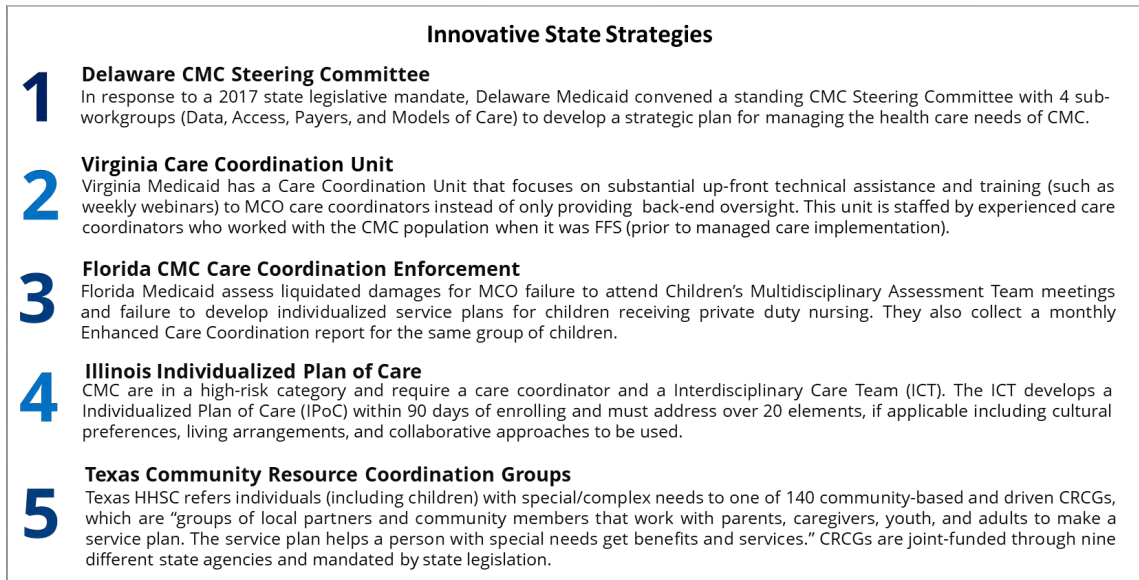 Innovative State Strategies
1
Delaware CMC Steering Committee
In response to a 2017 state legislative mandate, Delaware Medicaid convened a standing CMC Steering Committee with 4 sub-
workgroups (Data, Access, Payers, and Models of Care) to develop a strategic plan for managing the health care needs of CMC.
2
Virginia Care Coordination Unit
Virginia Medicaid has a Care Coordination Unit that focuses on substantial up-front technical assistance and training (such as
weekly webinars) to MCO care coordinators instead of only providing back-end oversight. This unit is staffed by experienced care
coordinators who worked with the CMC population when it was FFS (prior to managed care implementation).
3
Florida CMC Care Coordination Enforcement
Florida Medicaid assess liquidated damages for MCO failure to attend Children's Multidisciplinary Assessment Team meetings
and failure to develop individualized service plans for children receiving private duty nursing. They also collect a monthly
Enhanced Care Coordination report for the same group of children.
4
Illinois Individualized Plan of Care
CMC are in a high-risk category and require a care coordinator and a Interdisciplinary Care Team (ICT). The ICT develops a
Individualized Plan of Care (IPoC) within 90 days of enrolling and must address over 20 elements, if applicable including cultural
preferences, living arrangements, and collaborative approaches to be used.
5
Texas Community Resource Coordination Groups
Texas HHSC refers individuals (including children) with special/complex needs to one of 140 community-based and driven CRCGs,
which are “groups of local partners and community members that work with parents, caregivers, youth, and adults to make a
service plan. The service plan helps a person with special needs get benefits and services.” CRCGs are joint-funded through nine
different state agencies and mandated by state legislation.